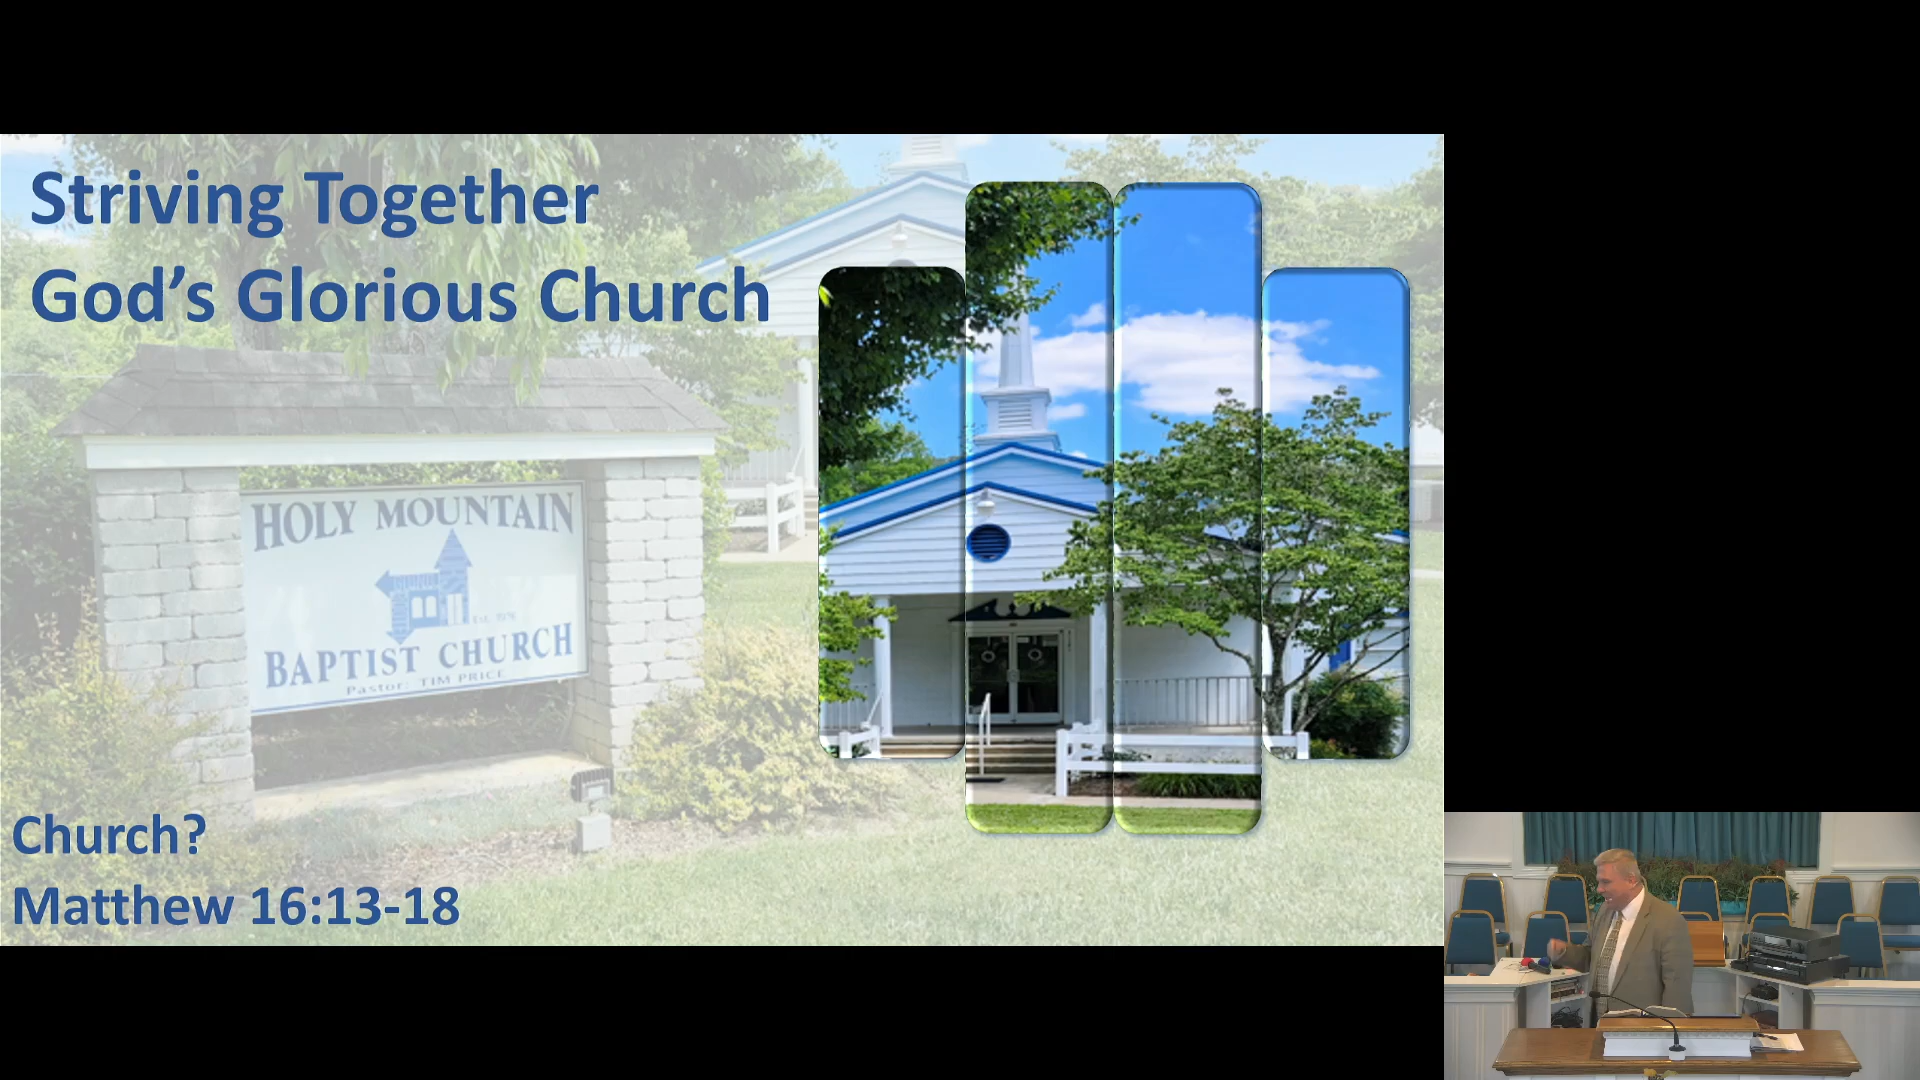 Striving Together
God’s Glorious Church
HOLY MOUNTAIN
BAPTIST CHURCH
Pastor: TIM PRICE
Church?
Matthew 16:13-18